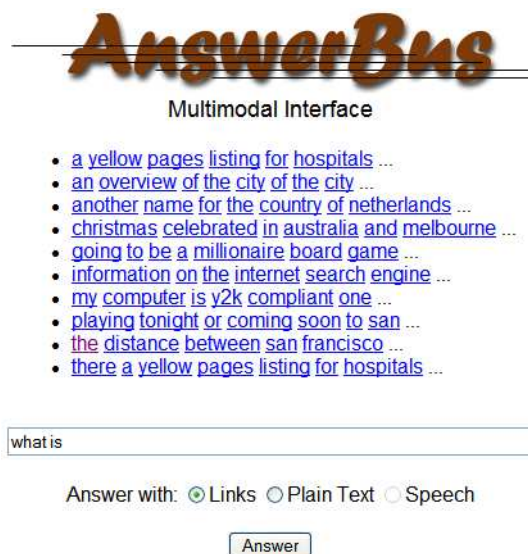 AnswerBus
Multimodal Interface
• a yellow pages listing for hospitals ...
• an overview of the city of the city ...
• another name for the country of netherlands ...
• christmas celebrated in australia and melbourne ...
• going to be a millionaire board game ...
• information on the internet search engine ...
• my computer is y2k compliant one ...
• playing tonight or coming soon to san ...
• the distance between san francisco ...
• there a yellow pages listing for hospitals ...
what is
Answer with: Links Plain Text Speech
Answer